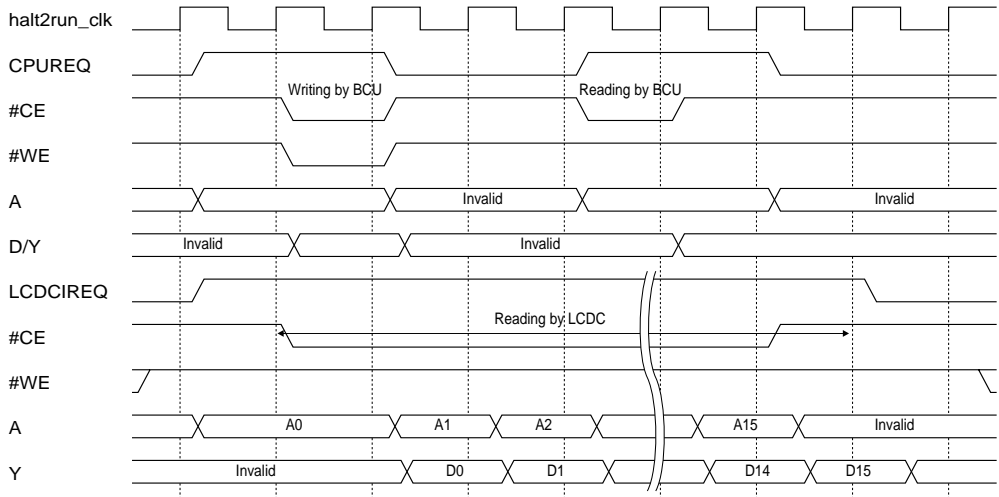 halt2run_clk
CPUREQ
Writing by BCU Reading by BCU
#CE
#WE
A Invalid Invalid
D/Y Invalid Invalid
LCDCIREQ
Reading by LCDC
#CE
#WE
A A0 A1 A2 A15 Invalid
Y Invalid D0 D1 D14 D15